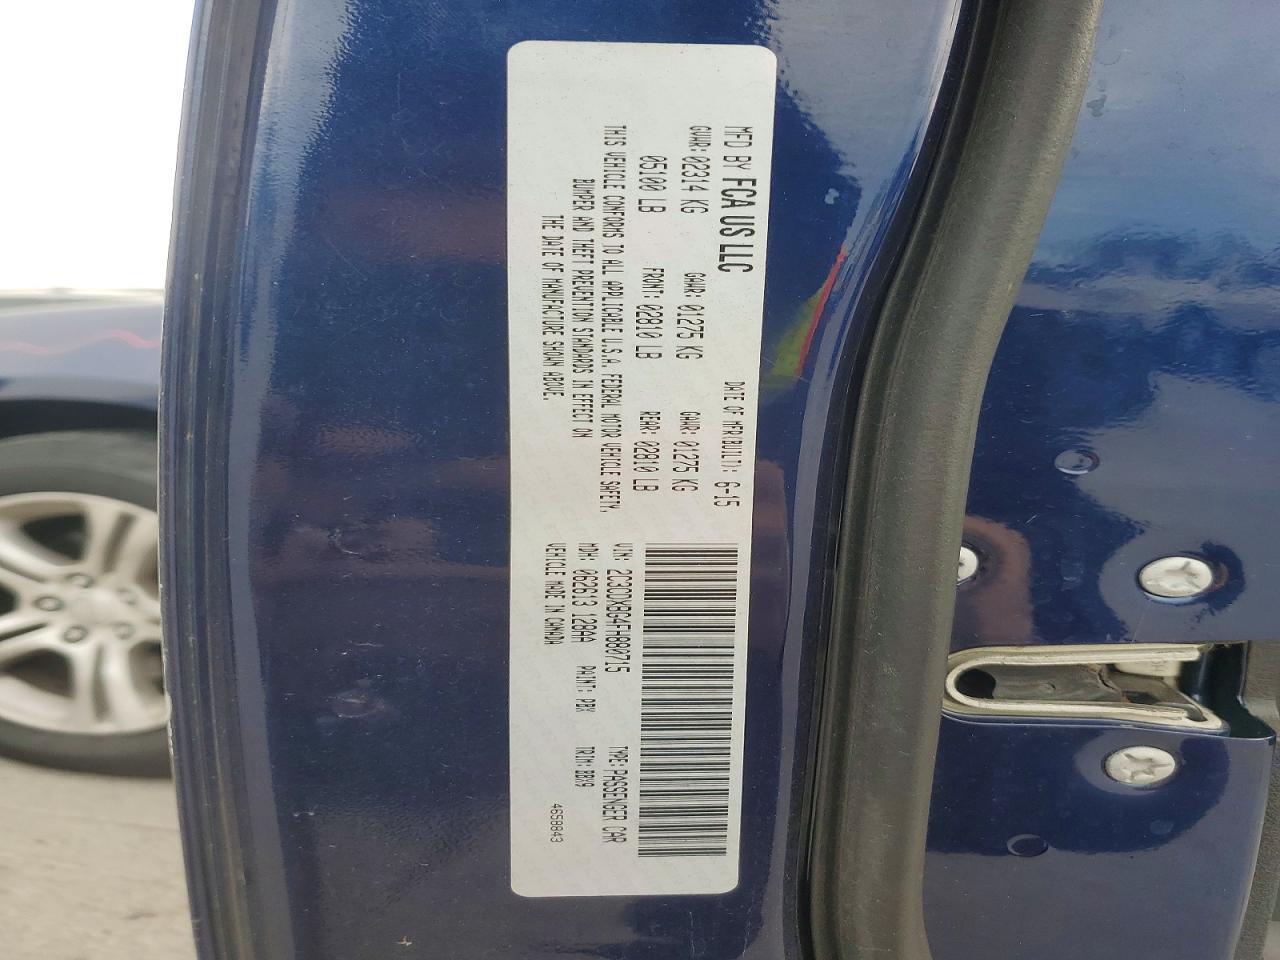 MFD BY FCA US LLC
DATE OF MFR(BUILT): 6-15
GVWR: 02314 KG GAWR: 01275 KG GAWR: 01275 KG
05100 LB FRONT: 02810 LB REAR: 02810 LB
THIS VEHICLE CONFORMS TO ALL APPLICABLE U.S.A. FEDERAL MOTOR VEHICLE SAFETY,
BUMPER AND THEFT PREVENTION STANDARDS IN EFFECT ON
THE DATE OF MANUFACTURE SHOWN ABOVE.
VIN: 2C3CDXBG4FH880715 TYPE: PASSENGER CAR
MDH: 062613 128AA PAINT: PBX TRIM: B8X9
VEHICLE MADE IN CANADA 4658843